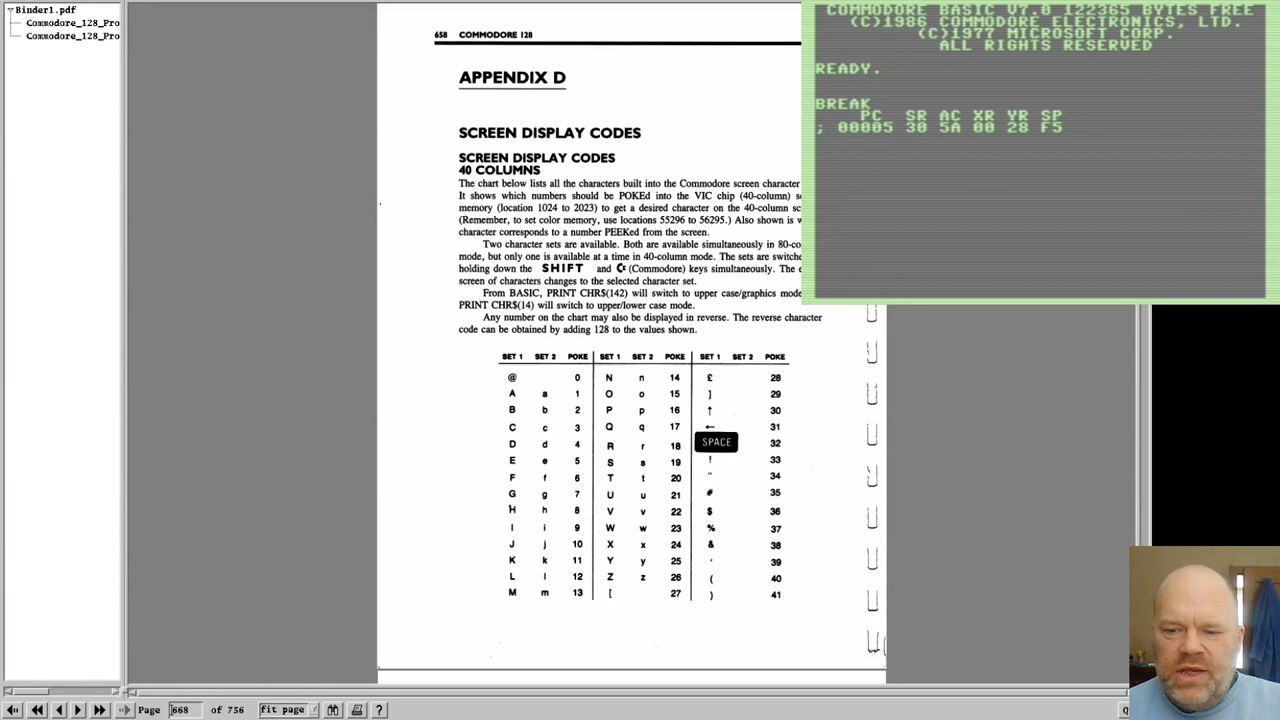 Binder1.pdf
Commodore_128_Pro
Commodore_128_Pro
658 COMMODORE 128
APPENDIX D
SCREEN DISPLAY CODES
SCREEN DISPLAY CODES
40 COLUMNS
The chart below lists all the characters built into the Commodore screen character
It shows which numbers should be POKEd into the VIC chip (40-column)
memory (location 1024 to 2023) to get a desired character on the 40-column sc
(Remember, to set color memory, use locations 55296 to 56295.) Also shown is w
character corresponds to a number PEEKed from the screen.
Two character sets are available. Both are available simultaneously in 80-co
mode, but only one is available at a time in 40-column mode. The sets are switche
holding down the SHIFT and C= (Commodore) keys simultaneously. The e
screen of characters changes to the selected character set.
From BASIC, PRINT CHR$(142) will switch to upper case/graphics mode
PRINT CHR$(14) will switch to upper/lower case mode.
Any number on the chart may also be displayed in reverse. The reverse character
code can be obtained by adding 128 to the values shown.
SET 1 SET 2 POKE SET 1 SET 2 POKE SET 1 SET 2 POKE
@ 0 N n 14 £ 28
A a 1 O o 15 ] 29
B b 2 P p 16 ↑ 30
C c 3 Q q 17 ← 31
D d 4 R r 18 SPACE 32
E e 5 S s 19 ! 33
F f 6 T t 20 " 34
G g 7 U u 21 # 35
H h 8 V v 22 $ 36
I i 9 W w 23 % 37
J j 10 X x 24 & 38
K k 11 Y y 25 ' 39
L l 12 Z z 26 ( 40
M m 13 [ 27 ) 41
COMMODORE BASIC V7.0 122365 BYTES FREE
(C)1986 COMMODORE ELECTRONICS, LTD.
(C)1977 MICROSOFT CORP.
ALL RIGHTS RESERVED
READY.
BREAK
PC SR AC XR YR SP
; 00005 30 5A 00 28 F5
Page 668 of 756 fit page ? Q